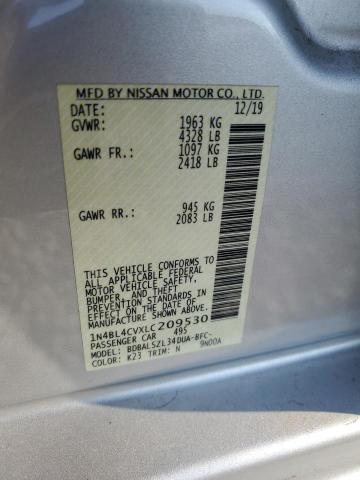 MFD BY NISSAN MOTOR CO., LTD.
DATE: 12/19
GVWR: 1963 KG
4328 LB
GAWR FR.: 1097 KG
2418 LB
GAWR RR.: 945 KG
2083 LB
THIS VEHICLE CONFORMS TO
ALL APPLICABLE FEDERAL
MOTOR VEHICLE SAFETY,
BUMPER, AND THEFT
PREVENTION STANDARDS IN
EFFECT ON THE DATE OF
MANUFACTURE SHOWN ABOVE.
1N4BL4CVXLC209530
PASSENGER CAR 495
MODEL: BDBALSZL34DUA-BFC-
COLOR: K23 TRIM: N 9N00A